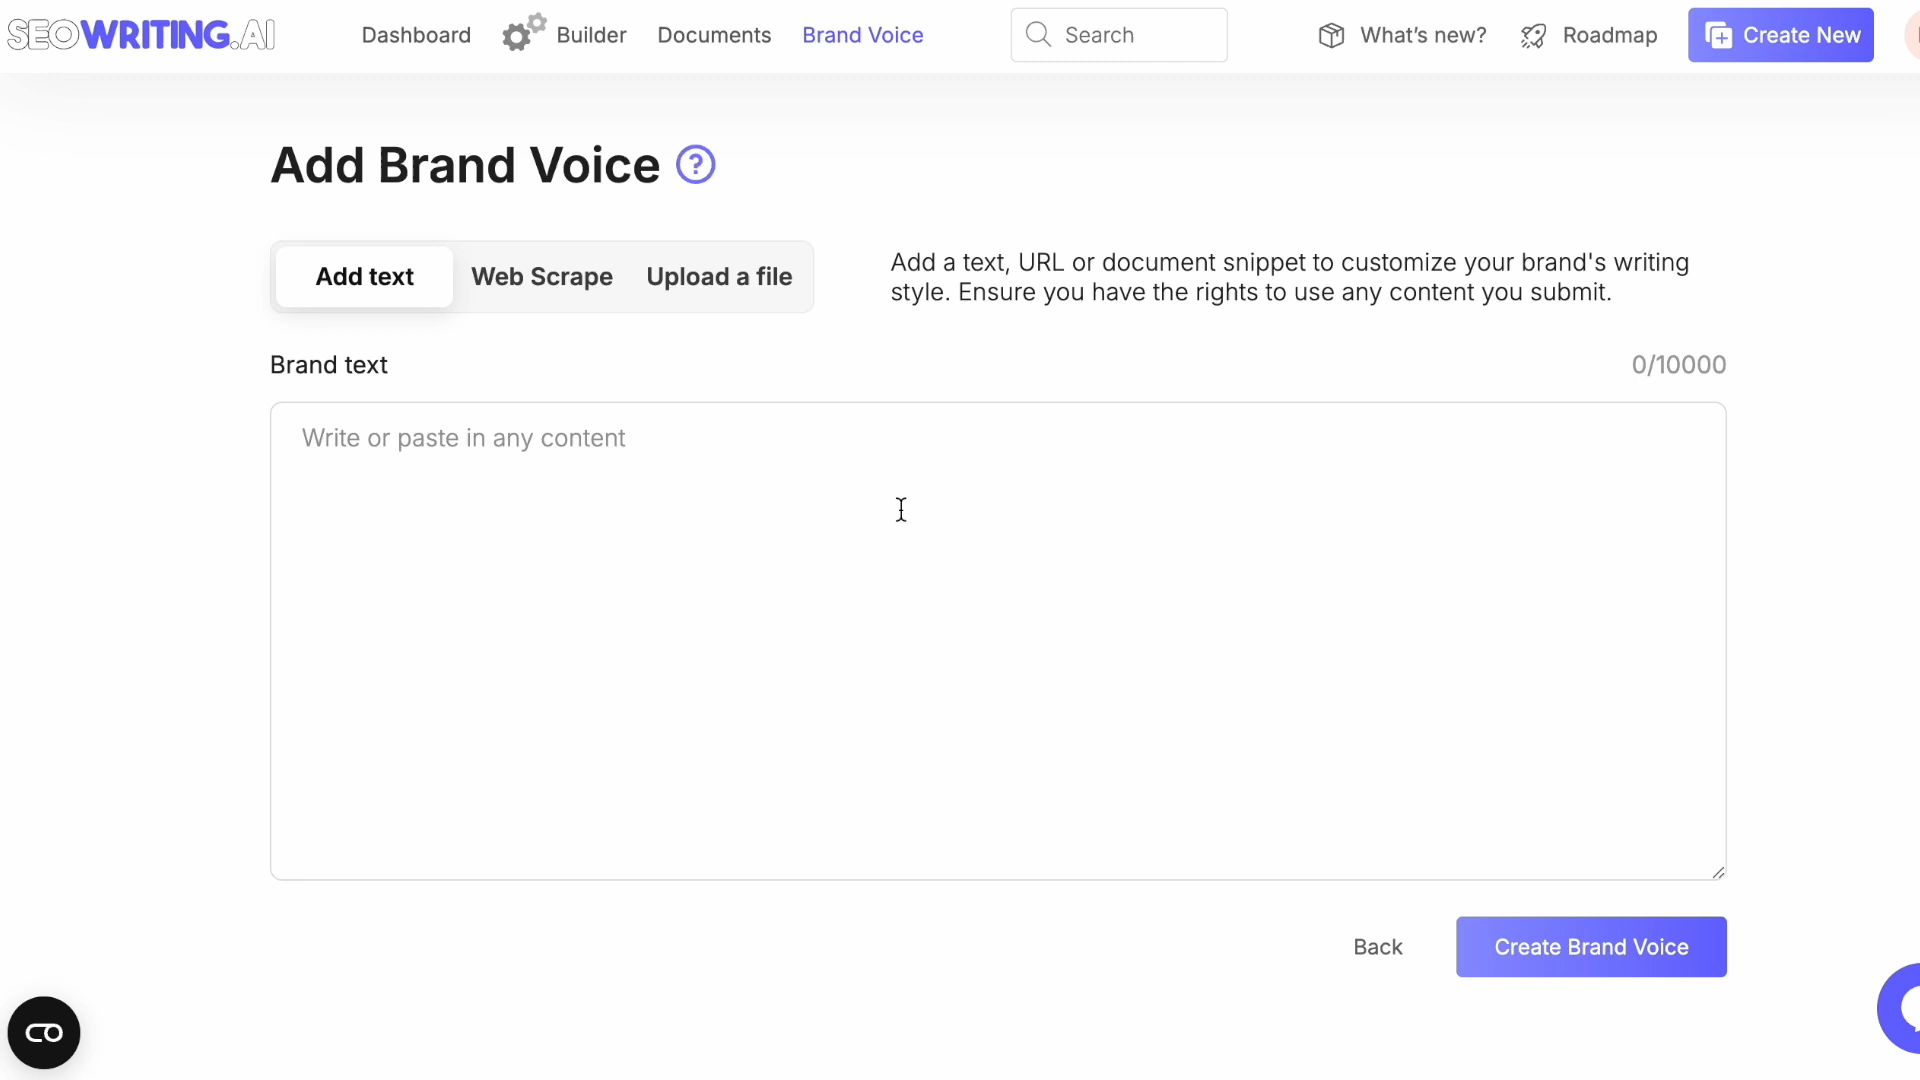 SEOWRITING.AI
Dashboard
Builder
Documents
Brand Voice
Search
What's new?
Roadmap
Create New
Add Brand Voice ?
Add text
Web Scrape
Upload a file
Add a text, URL or document snippet to customize your brand's writing
style. Ensure you have the rights to use any content you submit.
Brand text
0/10000
Write or paste in any content
Back
Create Brand Voice